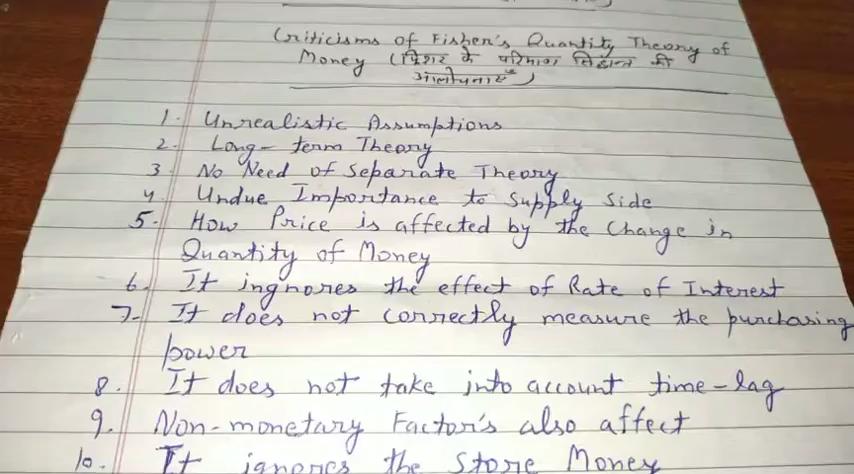 Criticisms of Fisher's Quantity Theory of
Money (फिशर के परिमाण सिद्धान्त की
आलोचनाएँ)
1. Unrealistic Assumptions
2. Long-term Theory
3. No Need of Separate Theory
4. Undue Importance to Supply Side
5. How Price is affected by the Change in
Quantity of Money
6. It ingnores the effect of Rate of Interest
7. It does not correctly measure the purchasing
power
8. It does not take into account time-lag
9. Non-monetary Factor's also affect
10. It ignores the Store Money